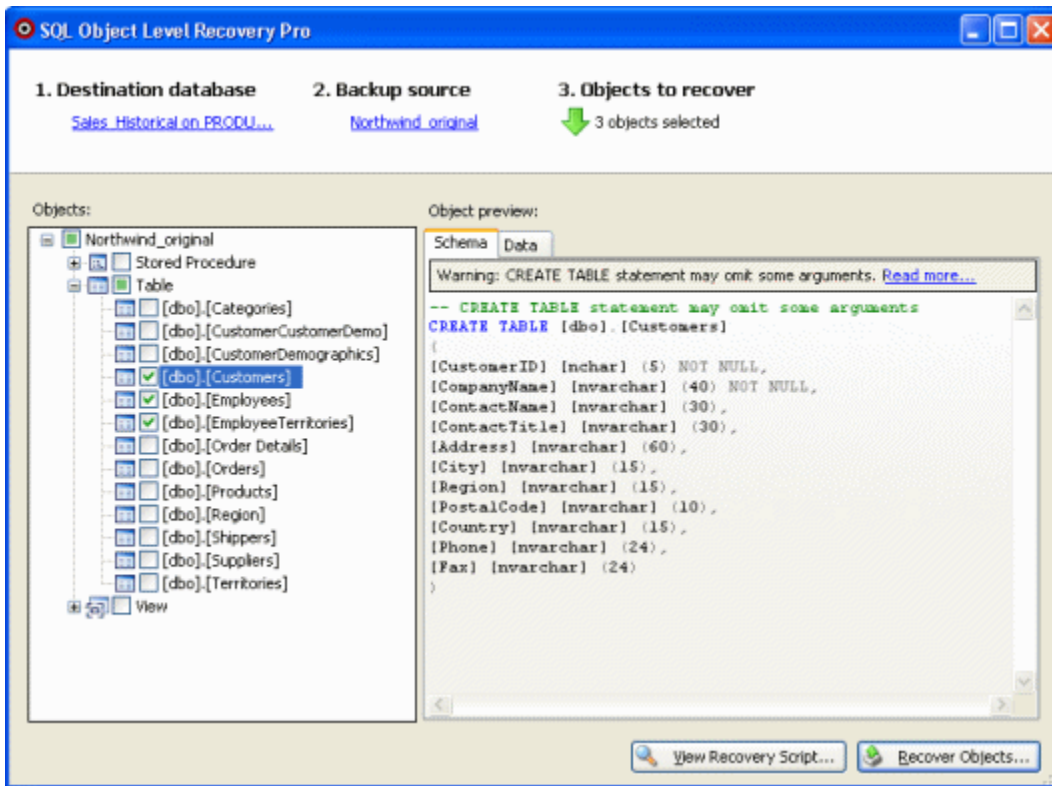 SQL Object Level Recovery Pro
1. Destination database
2. Backup source
3. Objects to recover
Sales_Historical on PRODU...
Northwind_original
3 objects selected
Objects:
Northwind_original
Stored Procedure
Table
[dbo].[Categories]
[dbo].[CustomerCustomerDemo]
[dbo].[CustomerDemographics]
[dbo].[Customers]
[dbo].[Employees]
[dbo].[EmployeeTerritories]
[dbo].[Order Details]
[dbo].[Orders]
[dbo].[Products]
[dbo].[Region]
[dbo].[Shippers]
[dbo].[Suppliers]
[dbo].[Territories]
View
Object preview:
Schema
Data
Warning: CREATE TABLE statement may omit some arguments. Read more...
-- CREATE TABLE statement may omit some arguments
CREATE TABLE [dbo].[Customers]
(
[CustomerID] [nchar] (5) NOT NULL,
[CompanyName] [nvarchar] (40) NOT NULL,
[ContactName] [nvarchar] (30),
[ContactTitle] [nvarchar] (30),
[Address] [nvarchar] (60),
[City] [nvarchar] (15),
[Region] [nvarchar] (15),
[PostalCode] [nvarchar] (10),
[Country] [nvarchar] (15),
[Phone] [nvarchar] (24),
[Fax] [nvarchar] (24)
)
View Recovery Script...
Recover Objects...